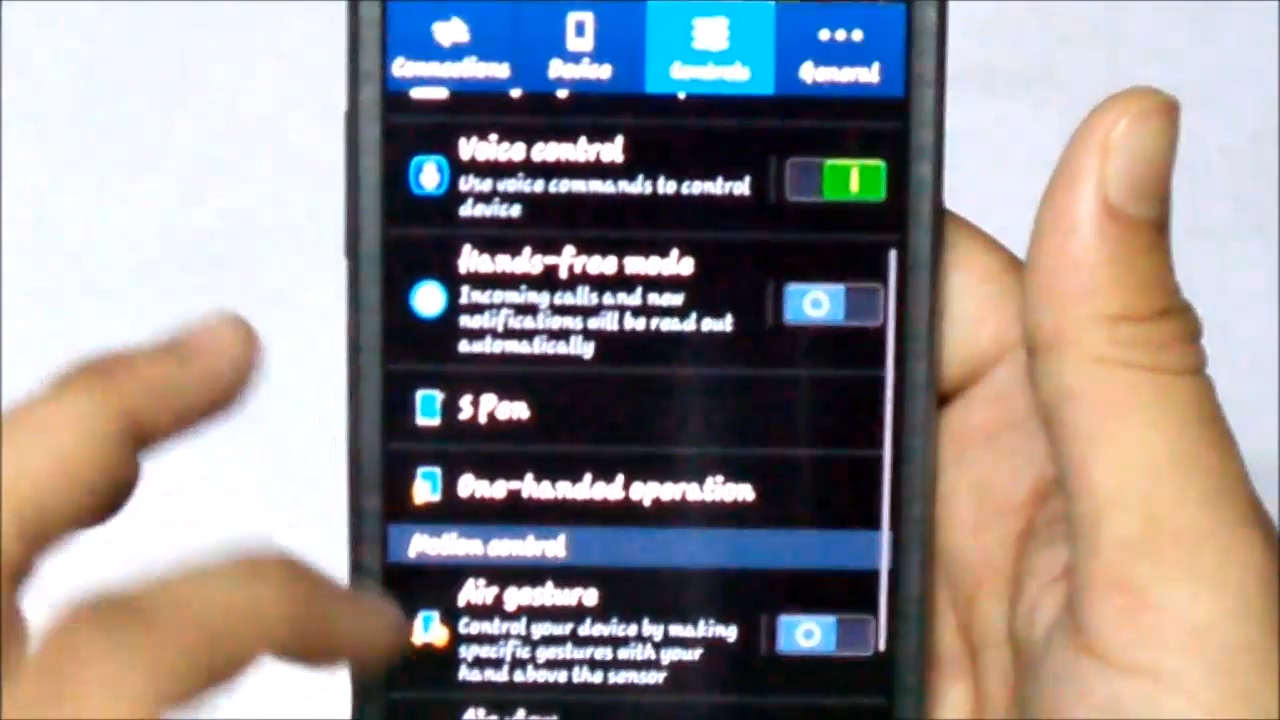 Connections Device Controls General
Voice control
Use voice commands to control
device
Hands-free mode
Incoming calls and new
notifications will be read out
automatically
S Pen
One-handed operation
Motion control
Air gesture
Control your device by making
specific gestures with your
hand above the sensor
Air view